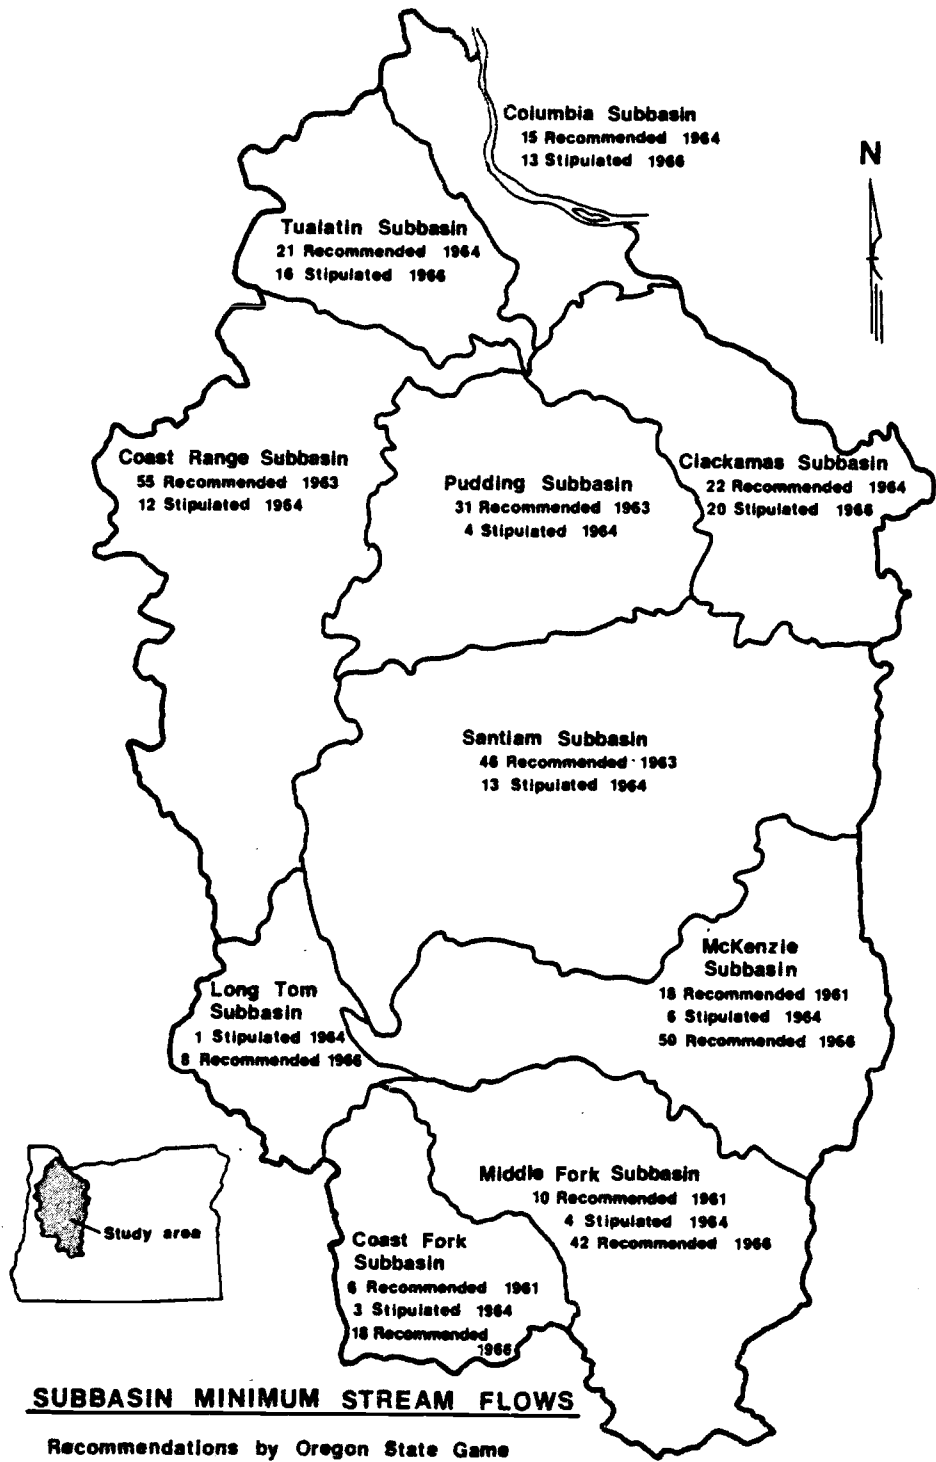 Columbia Subbasin
15 Recommended 1964
13 Stipulated 1966
N
Tualatin Subbasin
21 Recommended 1964
16 Stipulated 1966
Coast Range Subbasin
55 Recommended 1963
12 Stipulated 1964
Pudding Subbasin
31 Recommended 1963
4 Stipulated 1964
Clackamas Subbasin
22 Recommended 1964
20 Stipulated 1966
Santiam Subbasin
46 Recommended 1963
13 Stipulated 1964
McKenzie
Subbasin
18 Recommended 1961
6 Stipulated 1964
50 Recommended 1966
Long Tom
Subbasin
1 Stipulated 1964
8 Recommended 1966
Middle Fork Subbasin
10 Recommended 1961
4 Stipulated 1964
42 Recommended 1966
Coast Fork
Subbasin
6 Recommended 1961
3 Stipulated 1964
18 Recommended
1966
Study area
SUBBASIN MINIMUM STREAM FLOWS
Recommendations by Oregon State Game